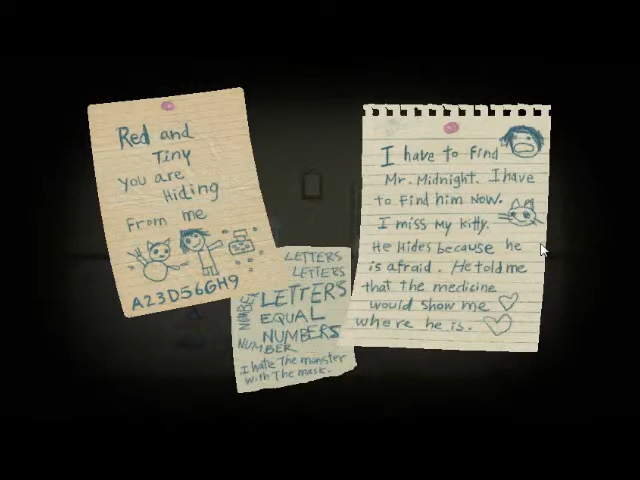 Red and
Tiny
you are
Hiding
From me
A23D56GH9
LETTERS
LETTERS
LETTERS
EQUAL
NUMBERS
NUMBER
NUMBER
I hate The monster
with The mask.
I have to find
Mr. Midnight. I have
to find him now.
I miss my kitty.
He Hides because he
is afraid. He told me
that the medicine
would show me
where he is.